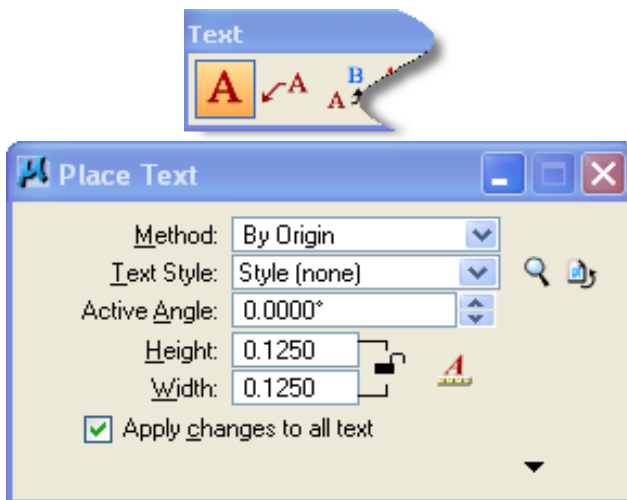 Text
A A A B
Place Text
Method: By Origin
Text Style: Style (none)
Active Angle: 0.0000°
Height: 0.1250
Width: 0.1250
A
Apply changes to all text